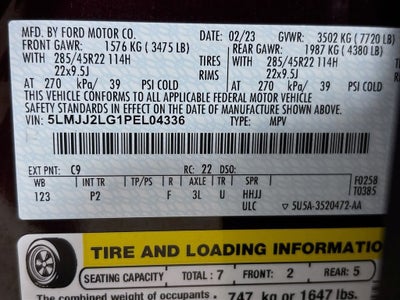 MFD. BY FORD MOTOR CO. 02/23 GVWR: 3502 KG ( 7720 LB)
FRONT GAWR: 1576 KG ( 3475 LB) REAR GAWR: 1987 KG ( 4380 LB)
WITH 285/45R22 114H TIRES WITH 285/45R22 114H TIRES
22x9.5J RIMS 22x9.5J RIMS
AT 270 kPa/ 39 PSI COLD AT 270 kPa/ 39 PSI COLD
THIS VEHICLE CONFORMS TO ALL APPLICABLE FEDERAL MOTOR VEHICLE
SAFETY AND THEFT PREVENTION STANDARDS IN EFFECT ON THE DATE OF MANUFACTURE SHOWN ABOVE.
VIN: 5LMJJ2LG1PEL04336 TYPE: MPV
EXT PNT: C9 RC: 22 DSO: F0258
WB INT TR TP/PS R AXLE TR SPR T0385
123 P2 F 3L U HHJJ
ULC ▽ 5U5A-3520472-AA
TIRE AND LOADING INFORMATION
SEATING CAPACITY TOTAL : 7 FRONT: 2 REAR: 5
The combined weight of occupants 747 kg or 1647 lbs.